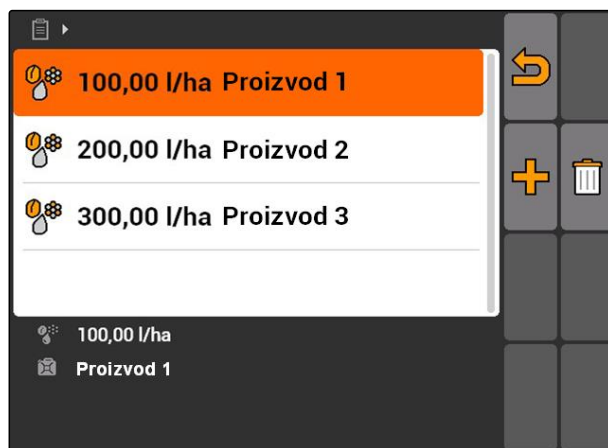 100,00 l/ha Proizvod 1
200,00 l/ha Proizvod 2
300,00 l/ha Proizvod 3
100,00 l/ha
Proizvod 1